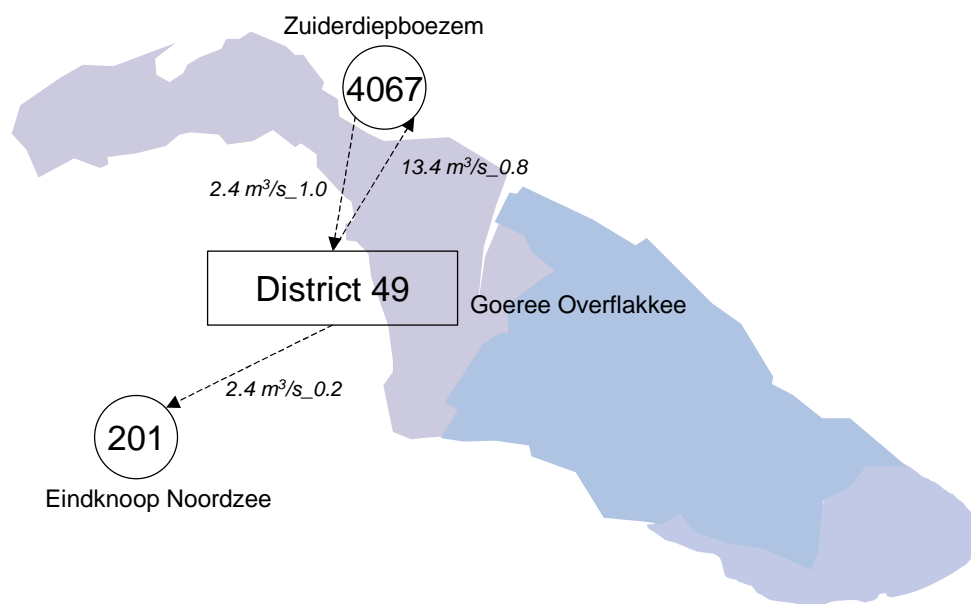 Zuiderdiepboezem
4067
13.4 m³/s_0.8
2.4 m³/s_1.0
District 49
Goeree Overflakkee
2.4 m³/s_0.2
201
Eindknoop Noordzee